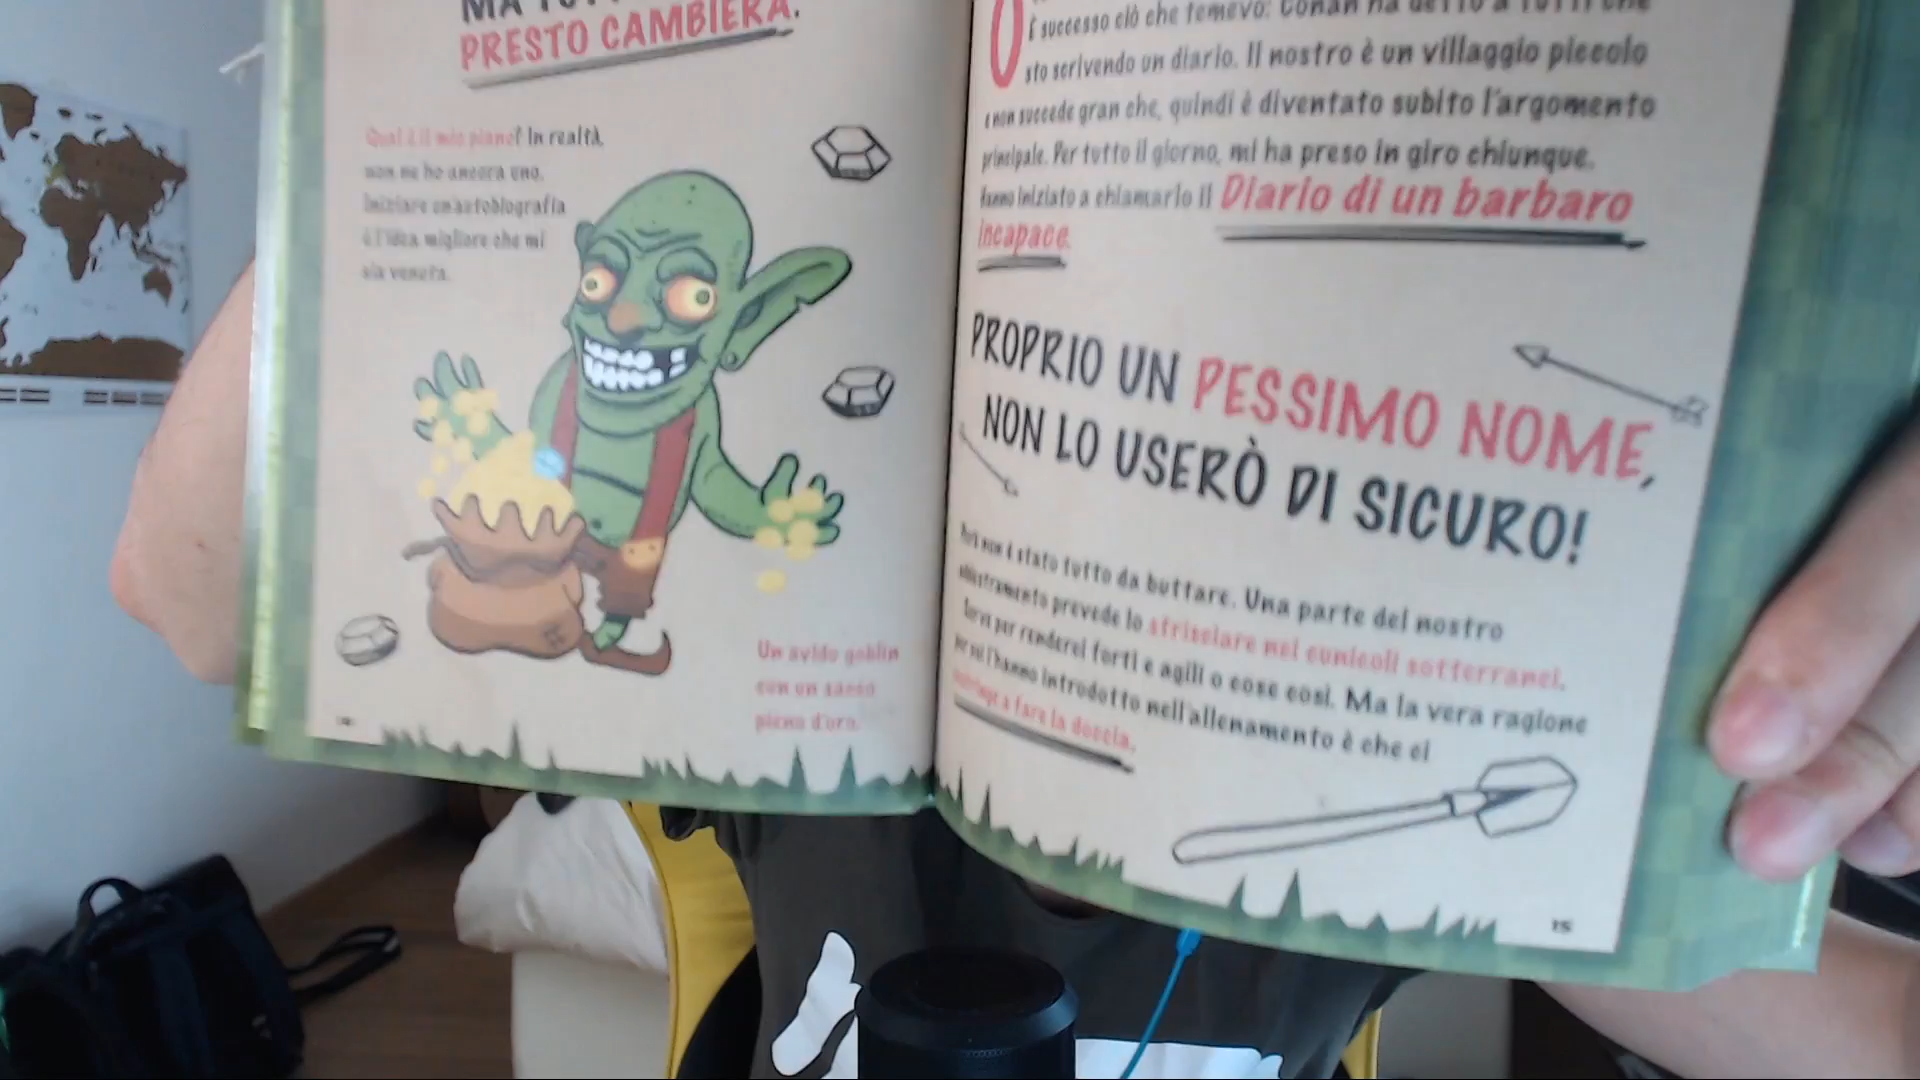 MA TUT
PRESTO CAMBIERÀ.
Qual è il mio piano? In realtà,
non ne ho ancora uno.
Iniziare un'autobiografia
è l'idea migliore che mi
sia venuta.
Un avido goblin
con un sacco
pieno d'oro.
O
È successo ciò che temevo: Conan ha detto a tutti che
sto scrivendo un diario. Il nostro è un villaggio piccolo
e non succede gran che, quindi è diventato subito l'argomento
principale. Per tutto il giorno, mi ha preso in giro chiunque.
Hanno iniziato a chiamarlo il Diario di un barbaro
incapace.
PROPRIO UN PESSIMO NOME,
NON LO USERÒ DI SICURO!
Però non è stato tutto da buttare. Una parte del nostro
addestramento prevede lo strisciare nei cunicoli sotterranei.
Serve per renderci forti e agili o cose così. Ma la vera ragione
per cui l'hanno introdotto nell'allenamento è che ci
a fare la doccia.
15